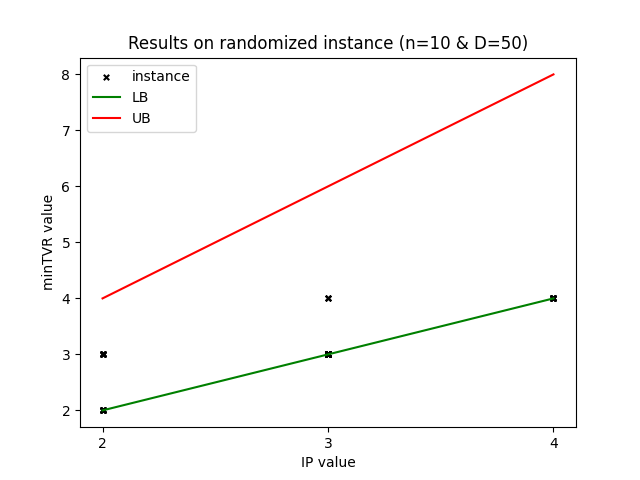 Results on randomized instance (n=10 & D=50)
instance
LB
UB
8
7
6
5
4
3
2
minTVR value
2 3 4
IP value